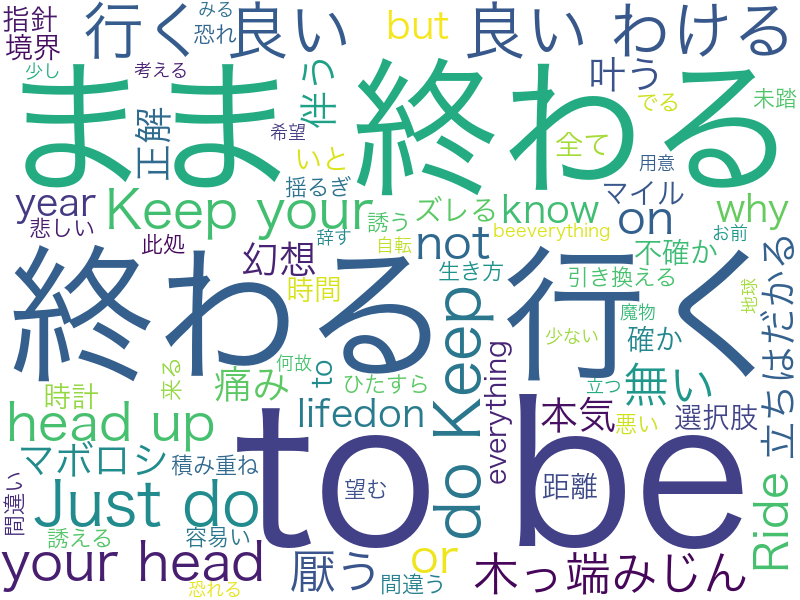 指針
境界
行く
みる
恐れ
良い
but
良い
わける
少し
考える
まま
終わる
叶う
でる
未踏
正解
希望
伴う
全て
いと
用意
year
Keep your
揺るぎ
誘う
ズレる
know
マイル
on
why
悲しい
此処
幻想
辞す
自転
not
beeverything
不確か
お前
立ちはだかる
終わる
行く
時間
生き方
引き換える
地球
魔物
少ない
確か
来る
何故
to
do Keep
everything
時計
痛み
ひたすら
立つ
無い
head up
lifedon
本気
悪い
選択肢
マボロシ
積み重ね
to be
望む
距離
間違い
Just do
誘える
容易い
Ride
your head
厭う
or
間違う
木っ端みじん
恐れる